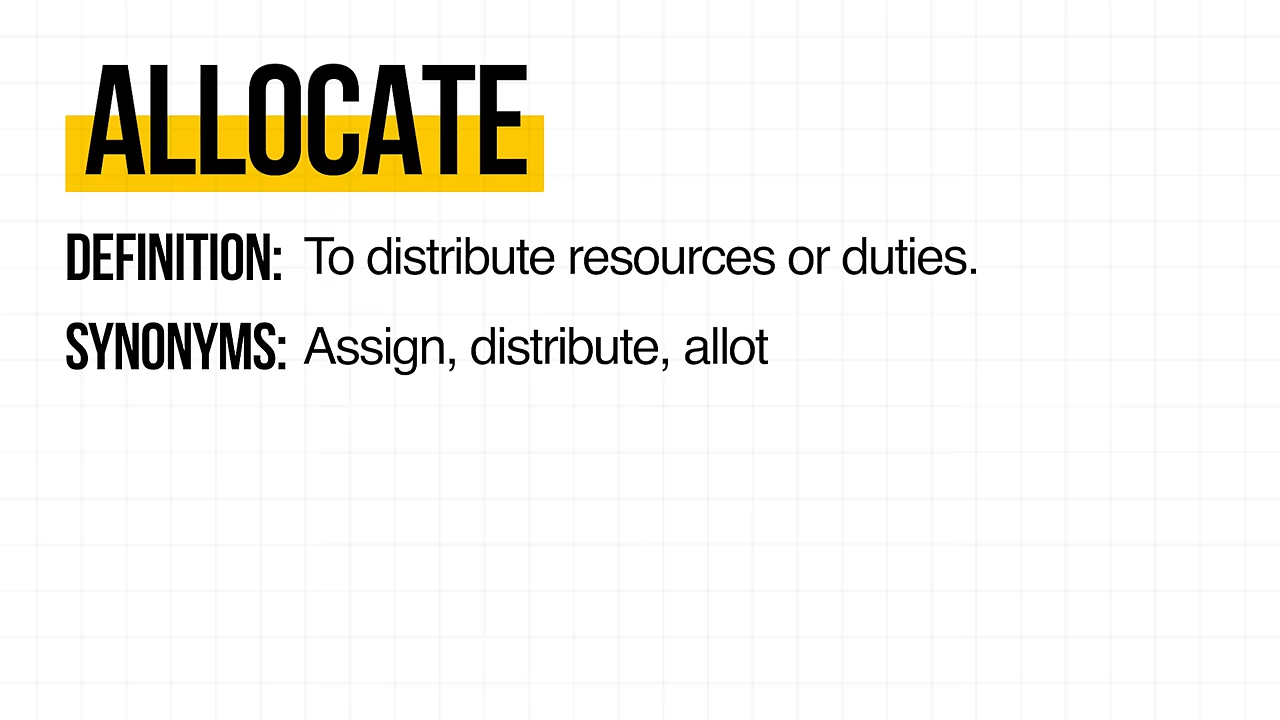 ALLOCATE
DEFINITION: To distribute resources or duties.
SYNONYMS: Assign, distribute, allot